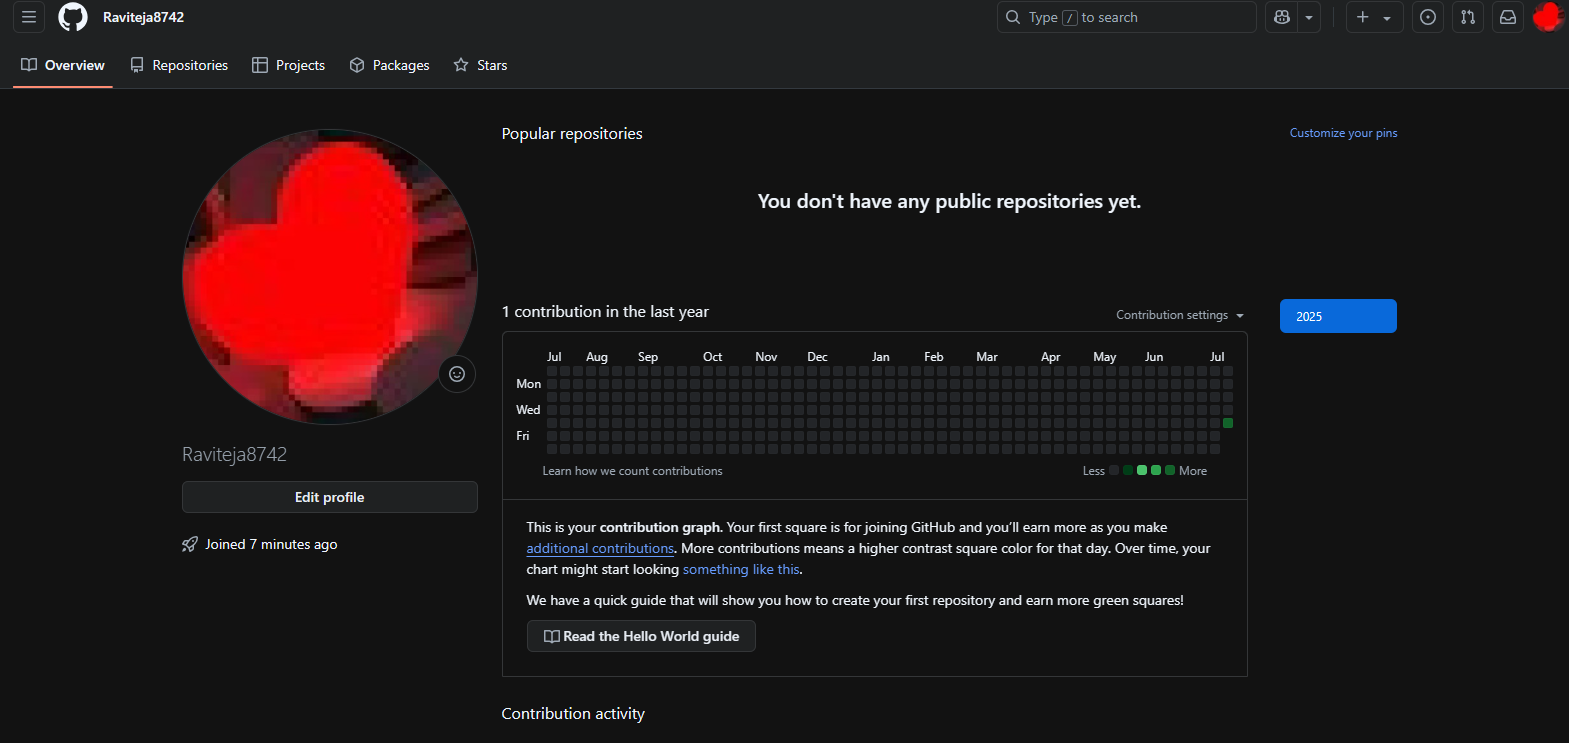 Raviteja8742
Type / to search
Overview
Repositories
Projects
Packages
Stars
Popular repositories
Customize your pins
You don't have any public repositories yet.
1 contribution in the last year
Contribution settings
2025
Jul Aug Sep Oct Nov Dec Jan Feb Mar Apr May Jun Jul
Mon
Wed
Fri
Learn how we count contributions
Less
More
Raviteja8742
Edit profile
Joined 7 minutes ago
This is your contribution graph. Your first square is for joining GitHub and you’ll earn more as you make
additional contributions. More contributions means a higher contrast square color for that day. Over time, your
chart might start looking something like this.
We have a quick guide that will show you how to create your first repository and earn more green squares!
Read the Hello World guide
Contribution activity